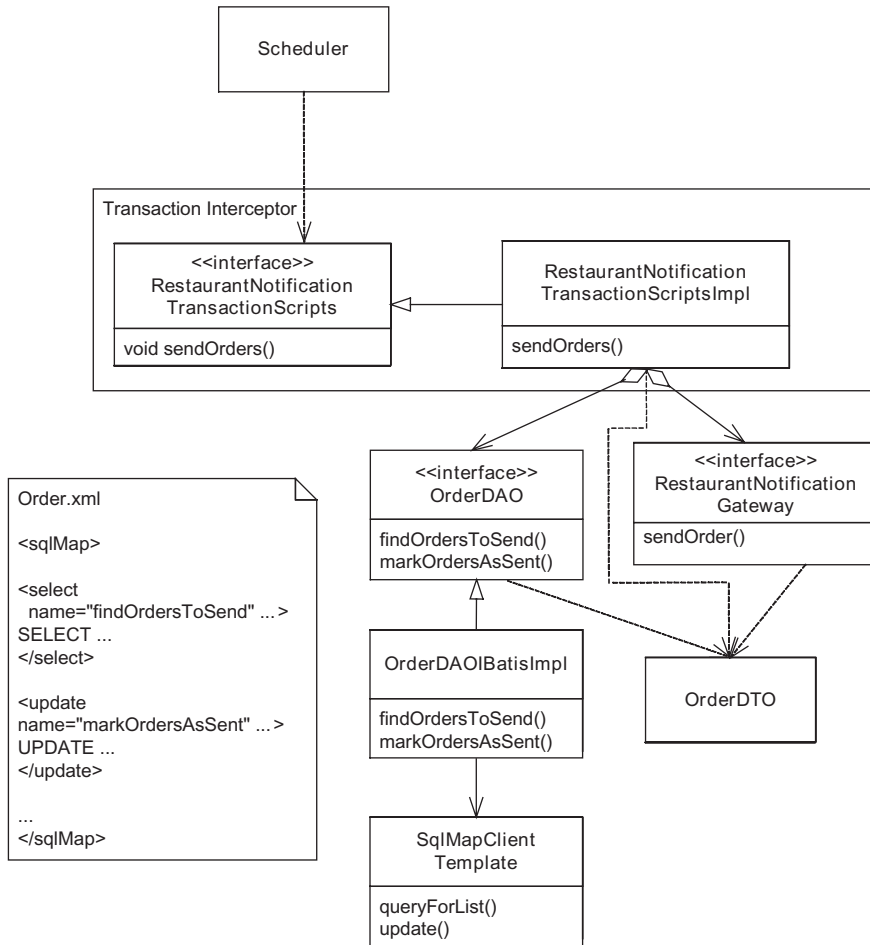 Scheduler
Transaction Interceptor
<<interface>>
RestaurantNotification
TransactionScripts
void sendOrders()
RestaurantNotification
TransactionScriptsImpl
sendOrders()
<<interface>>
OrderDAO
findOrdersToSend()
markOrdersAsSent()
<<interface>>
RestaurantNotification
Gateway
sendOrder()
Order.xml
<sqlMap>
<select
name="findOrdersToSend" ... >
SELECT ...
</select>
<update
name="markOrdersAsSent" ... >
UPDATE ...
</update>
...
</sqlMap>
OrderDAOIBatisImpl
findOrdersToSend()
markOrdersAsSent()
OrderDTO
SqlMapClient
Template
queryForList()
update()